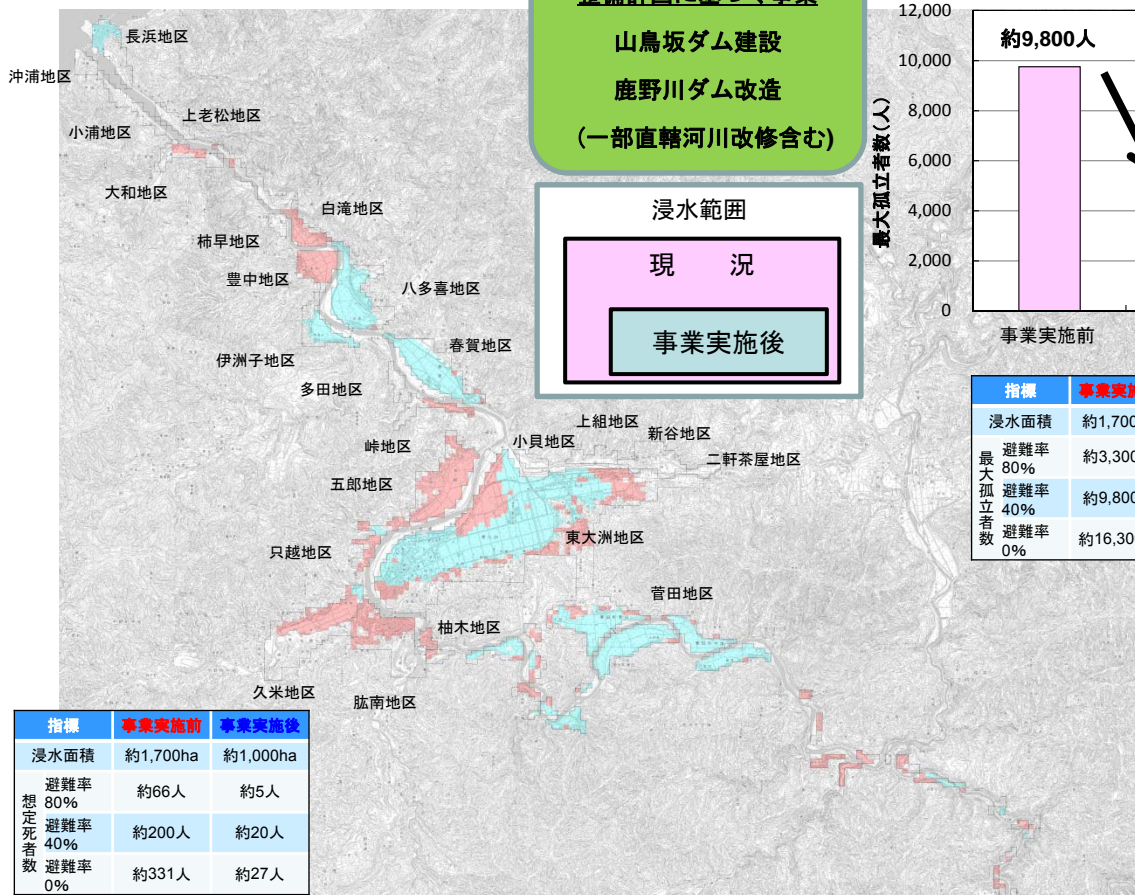 山鳥坂ダム建設
鹿野川ダム改造
(一部直轄河川改修含む)
浸水範囲
現　況
事業実施後
最大孤立者数(人)
12,000
10,000
8,000
6,000
4,000
2,000
0
約9,800人
事業実施前
長浜地区
沖浦地区
上老松地区
小浦地区
大和地区
白滝地区
柿早地区
豊中地区
八多喜地区
春賀地区
伊洲子地区
多田地区
上組地区
小貝地区
新谷地区
峠地区
二軒茶屋地区
五郎地区
東大洲地区
只越地区
菅田地区
柚木地区
久米地区
肱南地区
指標 事業実施前 事業実施後
浸水面積 約1,700ha 約1,000ha
想定死者数
避難率80% 約66人 約5人
避難率40% 約200人 約20人
避難率0% 約331人 約27人
指標 事業実施
浸水面積 約1,700
最大孤立者数
避難率80% 約3,300
避難率40% 約9,800
避難率0% 約16,300